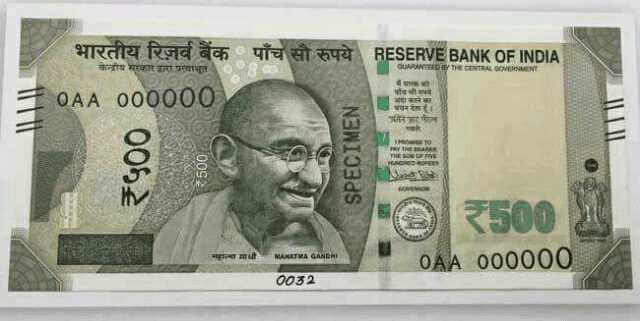 भारतीय रिज़र्व बैंक पाँच सौ रुपये RESERVE BANK OF INDIA
केन्द्रीय सरकार द्वारा प्रत्याभूत
GUARANTEED BY THE CENTRAL GOVERNMENT
0AA 000000
मैं धारक को
पाँच सौ रुपये
अदा करने का
वचन देता हूँ।
I PROMISE TO
PAY THE BEARER
THE SUM OF FIVE
HUNDRED RUPEES
GOVERNOR
₹५००
₹500
SPECIMEN
₹500
महात्मा गांधी MAHATMA GANDHI
0AA 000000
0032